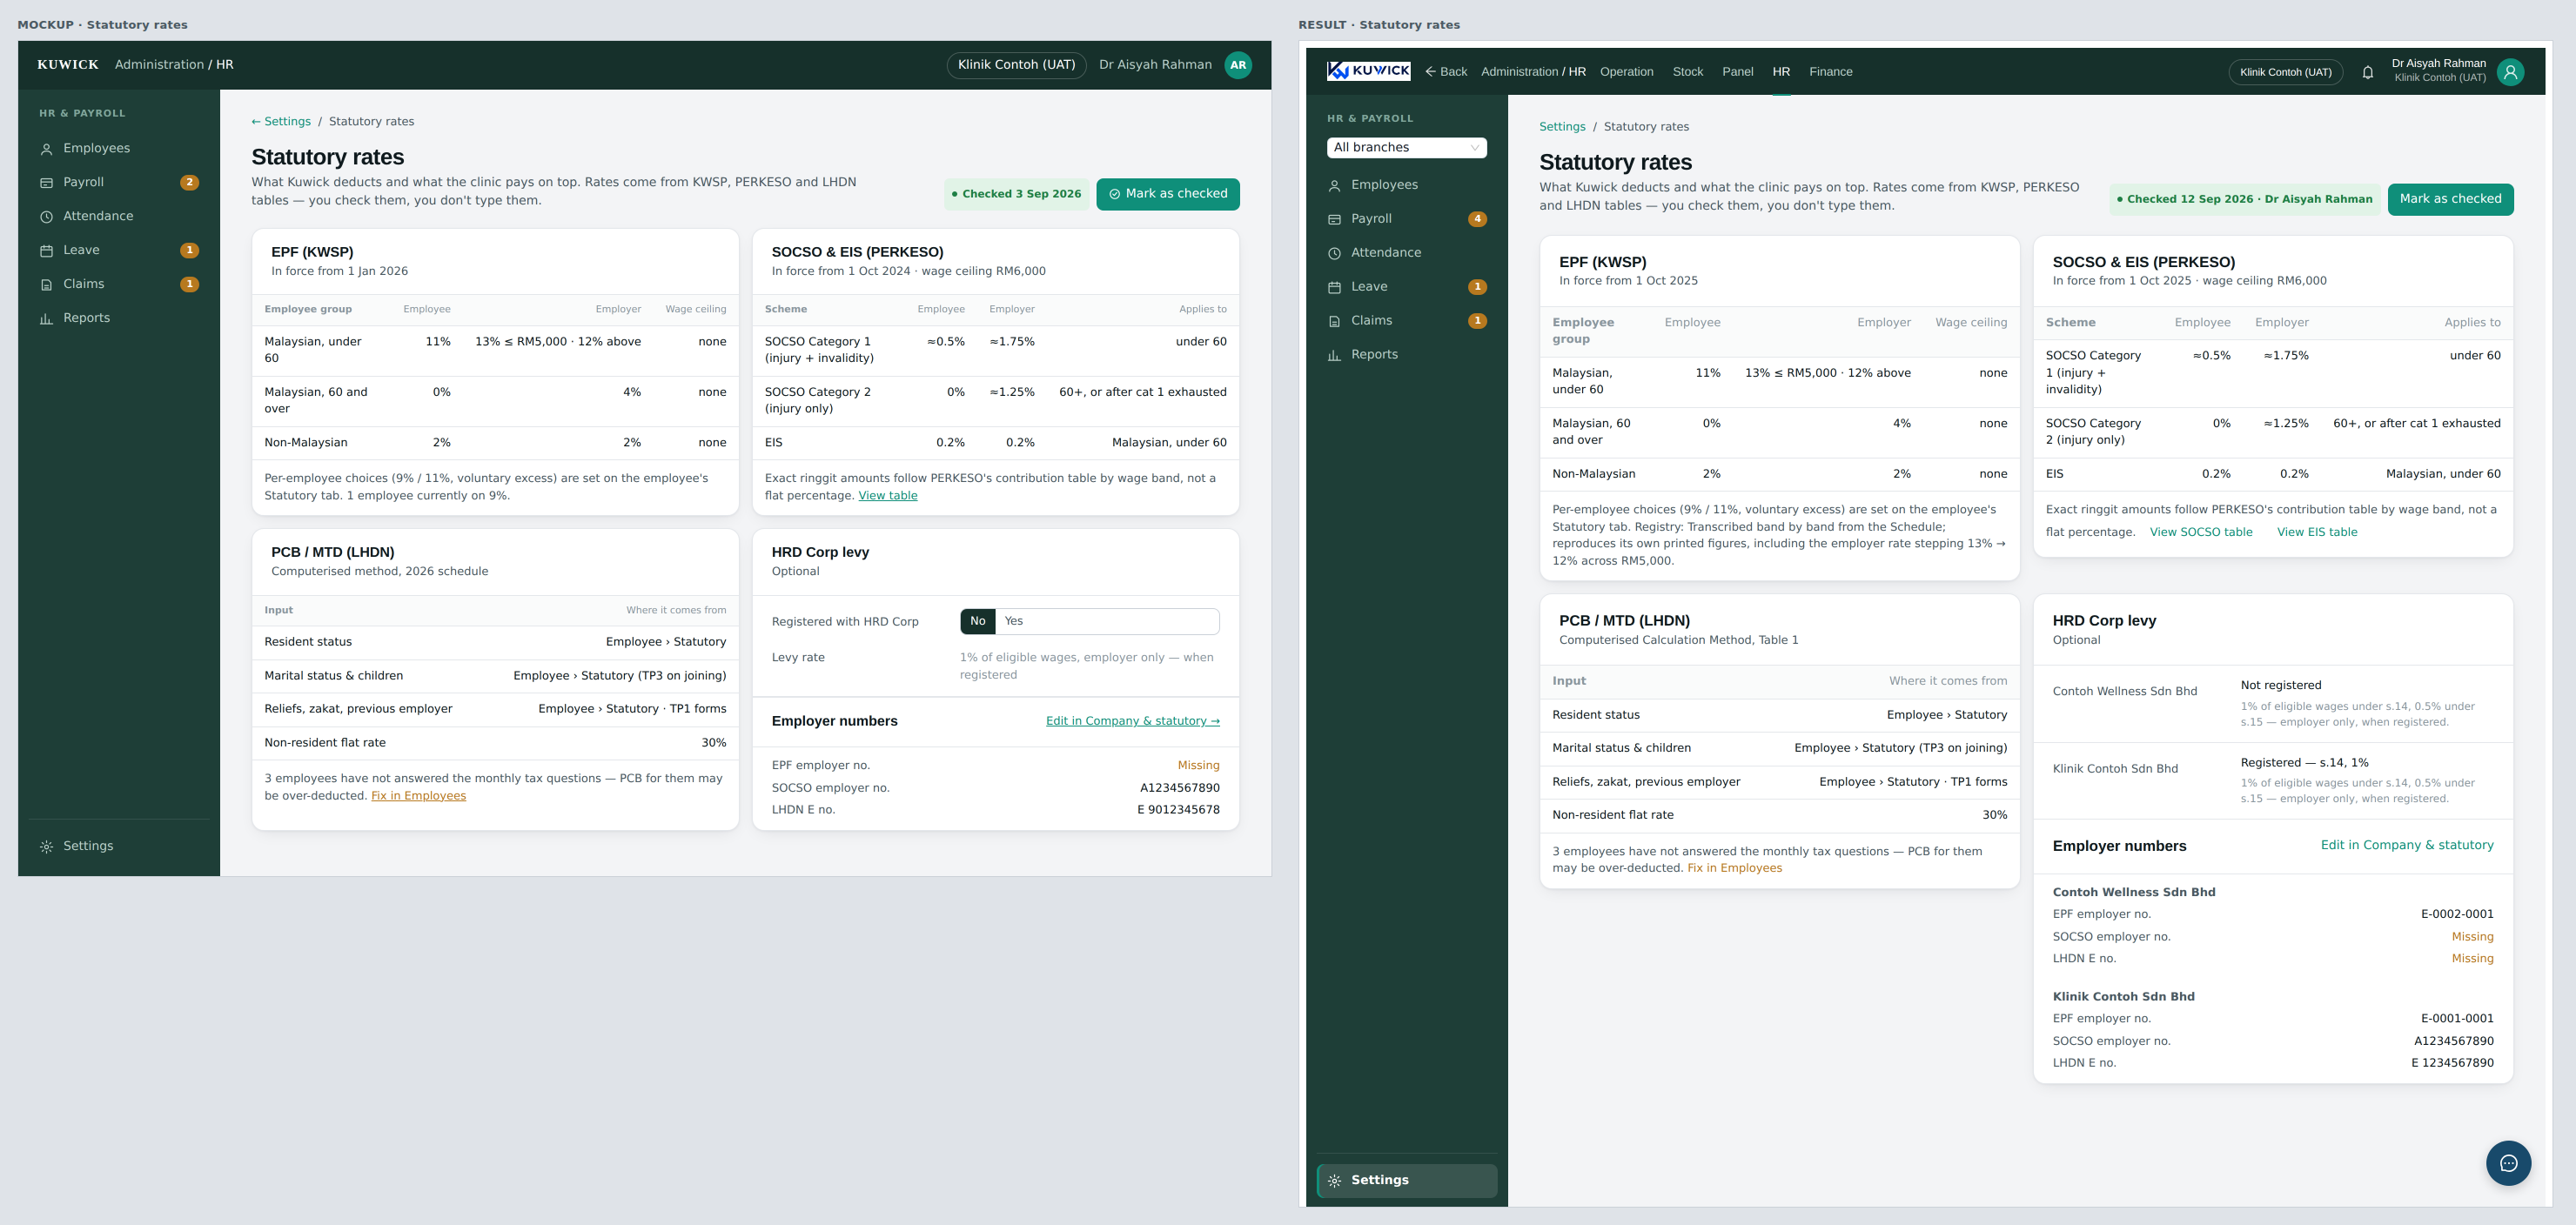 MOCKUP · Statutory rates
KUWICK
Administration / HR
Klinik Contoh (UAT)
Dr Aisyah Rahman
AR
HR & PAYROLL
Employees
Payroll 2
Attendance
Leave 1
Claims 1
Reports
Settings
← Settings / Statutory rates
Statutory rates
What Kuwick deducts and what the clinic pays on top. Rates come from KWSP, PERKESO and LHDN
tables — you check them, you don't type them.
Checked 3 Sep 2026
Mark as checked
EPF (KWSP)
In force from 1 Jan 2026
Employee group Employee Employer Wage ceiling
Malaysian, under 11% 13% ≤ RM5,000 · 12% above none
60
Malaysian, 60 and 0% 4% none
over
Non-Malaysian 2% 2% none
Per-employee choices (9% / 11%, voluntary excess) are set on the employee's
Statutory tab. 1 employee currently on 9%.
SOCSO & EIS (PERKESO)
In force from 1 Oct 2024 · wage ceiling RM6,000
Scheme Employee Employer Applies to
SOCSO Category 1 ≈0.5% ≈1.75% under 60
(injury + invalidity)
SOCSO Category 2 0% ≈1.25% 60+, or after cat 1 exhausted
(injury only)
EIS 0.2% 0.2% Malaysian, under 60
Exact ringgit amounts follow PERKESO's contribution table by wage band, not a
flat percentage. View table
PCB / MTD (LHDN)
Computerised method, 2026 schedule
Input Where it comes from
Resident status Employee › Statutory
Marital status & children Employee › Statutory (TP3 on joining)
Reliefs, zakat, previous employer Employee › Statutory · TP1 forms
Non-resident flat rate 30%
3 employees have not answered the monthly tax questions — PCB for them may
be over-deducted. Fix in Employees
HRD Corp levy
Optional
Registered with HRD Corp No Yes
Levy rate 1% of eligible wages, employer only — when
registered
Employer numbers Edit in Company & statutory →
EPF employer no. Missing
SOCSO employer no. A1234567890
LHDN E no. E 9012345678
RESULT · Statutory rates
KUWICK
← Back
Administration / HR
Operation
Stock
Panel
HR
Finance
Klinik Contoh (UAT)
Dr Aisyah Rahman
Klinik Contoh (UAT)
HR & PAYROLL
All branches
Employees
Payroll 4
Attendance
Leave 1
Claims 1
Reports
Settings
Settings / Statutory rates
Statutory rates
What Kuwick deducts and what the clinic pays on top. Rates come from KWSP, PERKESO
and LHDN tables — you check them, you don't type them.
Checked 12 Sep 2026 · Dr Aisyah Rahman
Mark as checked
EPF (KWSP)
In force from 1 Oct 2025
Employee Employee Employer Wage ceiling
group
Malaysian, 11% 13% ≤ RM5,000 · 12% above none
under 60
Malaysian, 60 0% 4% none
and over
Non-Malaysian 2% 2% none
Per-employee choices (9% / 11%, voluntary excess) are set on the employee's
Statutory tab. Registry: Transcribed band by band from the Schedule;
reproduces its own printed figures, including the employer rate stepping 13% →
12% across RM5,000.
SOCSO & EIS (PERKESO)
In force from 1 Oct 2025 · wage ceiling RM6,000
Scheme Employee Employer Applies to
SOCSO Category ≈0.5% ≈1.75% under 60
1 (injury +
invalidity)
SOCSO Category 0% ≈1.25% 60+, or after cat 1 exhausted
2 (injury only)
EIS 0.2% 0.2% Malaysian, under 60
Exact ringgit amounts follow PERKESO's contribution table by wage band, not a
flat percentage. View SOCSO table View EIS table
PCB / MTD (LHDN)
Computerised Calculation Method, Table 1
Input Where it comes from
Resident status Employee › Statutory
Marital status & children Employee › Statutory (TP3 on joining)
Reliefs, zakat, previous employer Employee › Statutory · TP1 forms
Non-resident flat rate 30%
3 employees have not answered the monthly tax questions — PCB for them
may be over-deducted. Fix in Employees
HRD Corp levy
Optional
Contoh Wellness Sdn Bhd Not registered
1% of eligible wages under s.14, 0.5% under
s.15 — employer only, when registered.
Klinik Contoh Sdn Bhd Registered — s.14, 1%
1% of eligible wages under s.14, 0.5% under
s.15 — employer only, when registered.
Employer numbers Edit in Company & statutory
Contoh Wellness Sdn Bhd
EPF employer no. E-0002-0001
SOCSO employer no. Missing
LHDN E no. Missing
Klinik Contoh Sdn Bhd
EPF employer no. E-0001-0001
SOCSO employer no. A1234567890
LHDN E no. E 1234567890